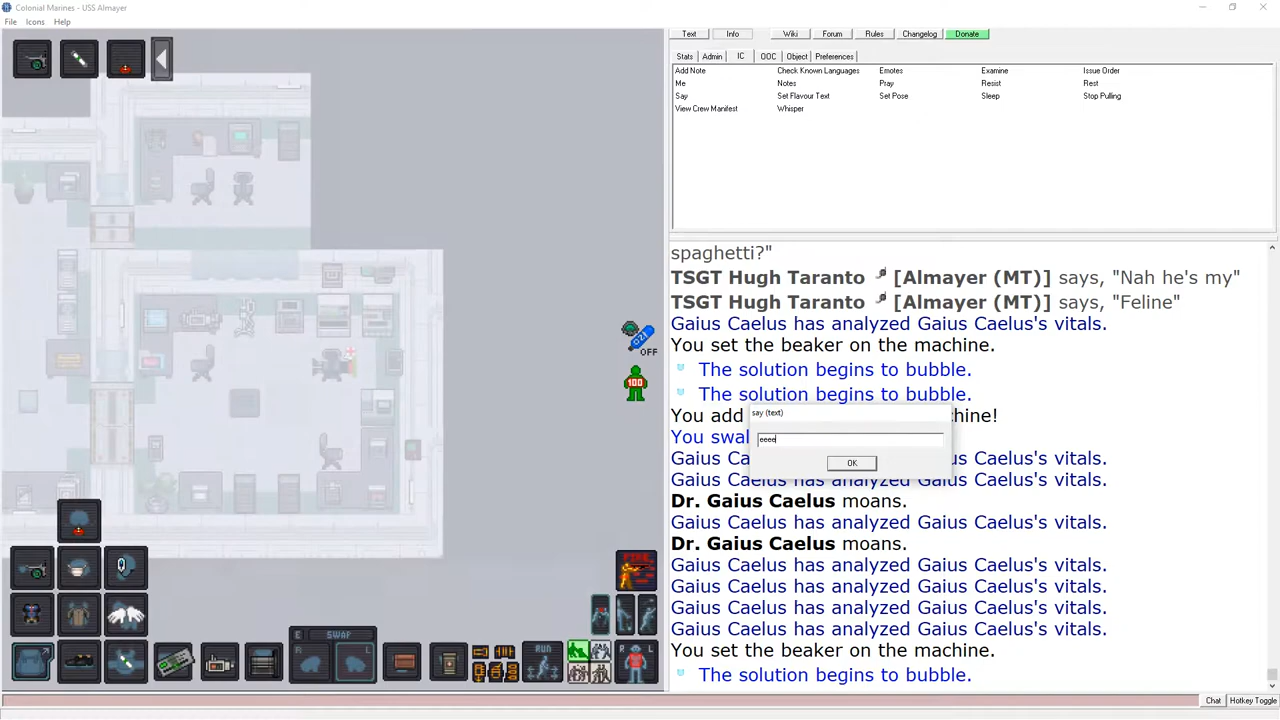 Colonial Marines - USS Almayer
File Icons Help
Text Info Wiki Forum Rules Changelog Donate
Stats Admin IC OOC Object Preferences
Add Note Check Known Languages Emotes Examine Issue Order
Me Notes Pray Resist Rest
Say Set Flavour Text Set Pose Sleep Stop Pulling
View Crew Manifest Whisper
spaghetti?"
TSGT Hugh Taranto [Almayer (MT)] says, "Nah he's my"
TSGT Hugh Taranto [Almayer (MT)] says, "Feline"
Gaius Caelus has analyzed Gaius Caelus's vitals.
You set the beaker on the machine.
The solution begins to bubble.
The solution begins to bubble.
You add
say (text)
eeee
OK
You swal
Gaius Ca us Caelus's vitals.
Gaius Caelus has analyzed Gaius Caelus's vitals.
Dr. Gaius Caelus moans.
Gaius Caelus has analyzed Gaius Caelus's vitals.
Dr. Gaius Caelus moans.
Gaius Caelus has analyzed Gaius Caelus's vitals.
Gaius Caelus has analyzed Gaius Caelus's vitals.
Gaius Caelus has analyzed Gaius Caelus's vitals.
Gaius Caelus has analyzed Gaius Caelus's vitals.
You set the beaker on the machine.
The solution begins to bubble.
OFF
100
E SWAP
R L
RUN
R L
Chat Hotkey Toggle